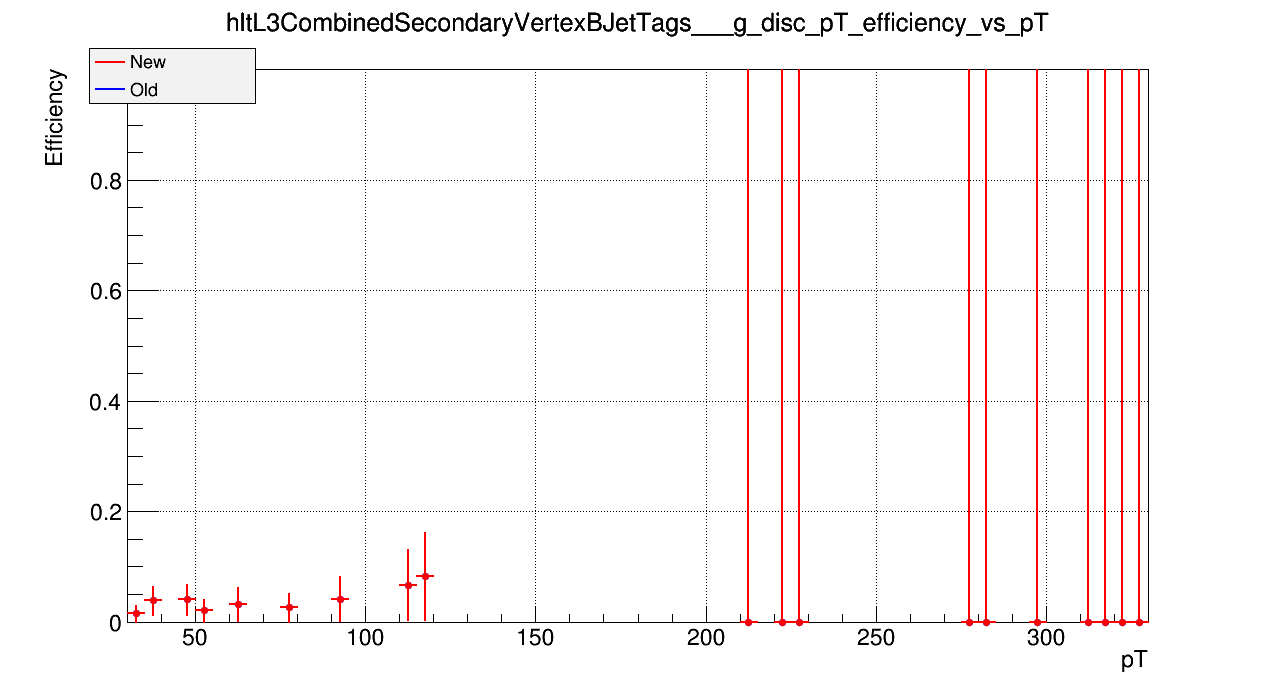 hltL3CombinedSecondaryVertexBJetTags___g_disc_pT_efficiency_vs_pT
New
Old
Efficiency
0.8
0.6
0.4
0.2
0
50
100
150
200
250
300
pT